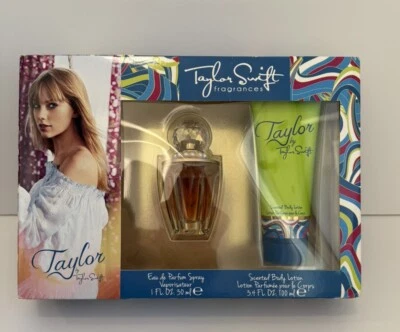 Taylor Swift
fragrances
Taylor
by
Taylor Swift
Scented Body Lotion
Taylor
by Taylor Swift
Eau de Parfum Spray
Vaporisateur
1 FL OZ. 30 ml ℮
Scented Body Lotion
Lotion Parfumée pour le Corps
3.4 FL OZ. 100 ml ℮